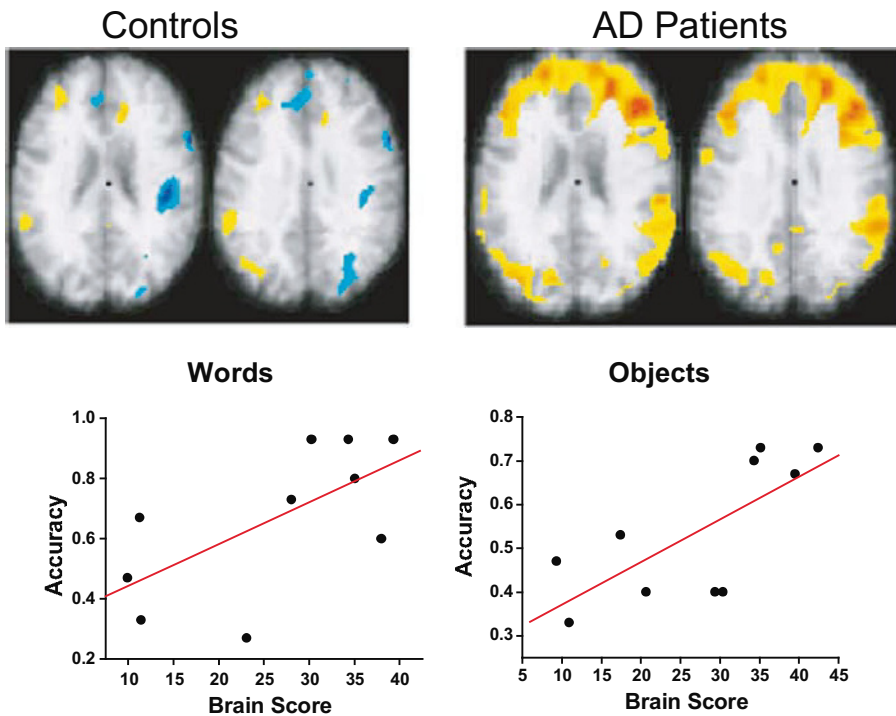 Controls
AD Patients
Words
Accuracy
1.0
0.8
0.6
0.4
0.2
10 15 20 25 30 35 40
Brain Score
Objects
Accuracy
0.8
0.7
0.6
0.5
0.4
0.3
5 10 15 20 25 30 35 40 45
Brain Score